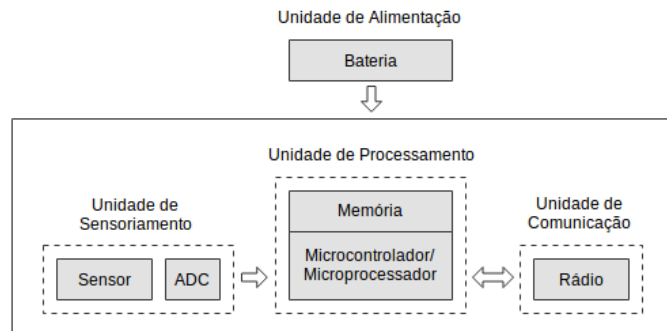 Unidade de Alimentação
Bateria
Unidade de Processamento
Unidade de
Sensoriamento
Memória
Unidade de
Comunicação
Sensor
ADC
Microcontrolador/
Microprocessador
Rádio